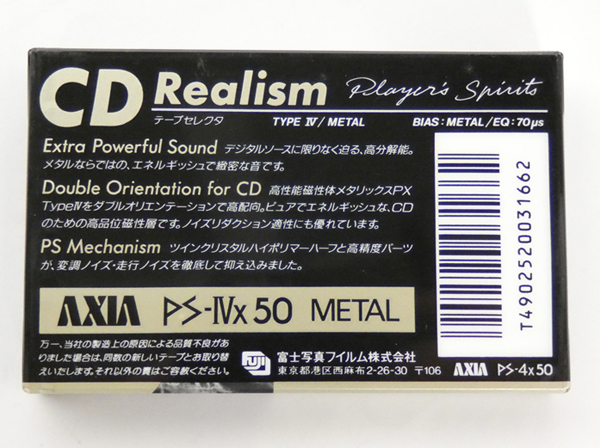 CD Realism Player's Spirits
テープセレクタ TYPE Ⅳ/METAL BIAS:METAL/EQ:70μs
Extra Powerful Sound デジタルソースに限りなく迫る、高分解能。
メタルならではの、エネルギッシュで緻密な音です。
Double Orientation for CD 高性能磁性体メタリックスPX
TypeⅣをダブルオリエンテーションで高配向。ピュアでエネルギッシュな、CD
のための高品位磁性層です。ノイズリダクション適性にも優れています。
PS Mechanism ツインクリスタルハイポリマーハーフと高精度パーツ
が、変調ノイズ・走行ノイズを徹底して抑え込みました。
T4902520031662
AXIA PS-Ⅳx50 METAL
万一、当社の製造上の原因による品質不良があ
りました場合は、同数の新しいテープとお取り替
えいたします。それ以外の責はご容赦ください。
FUJI 富士写真フイルム株式会社
東京都港区西麻布2-26-30 〒106
AXIA PS-4x50